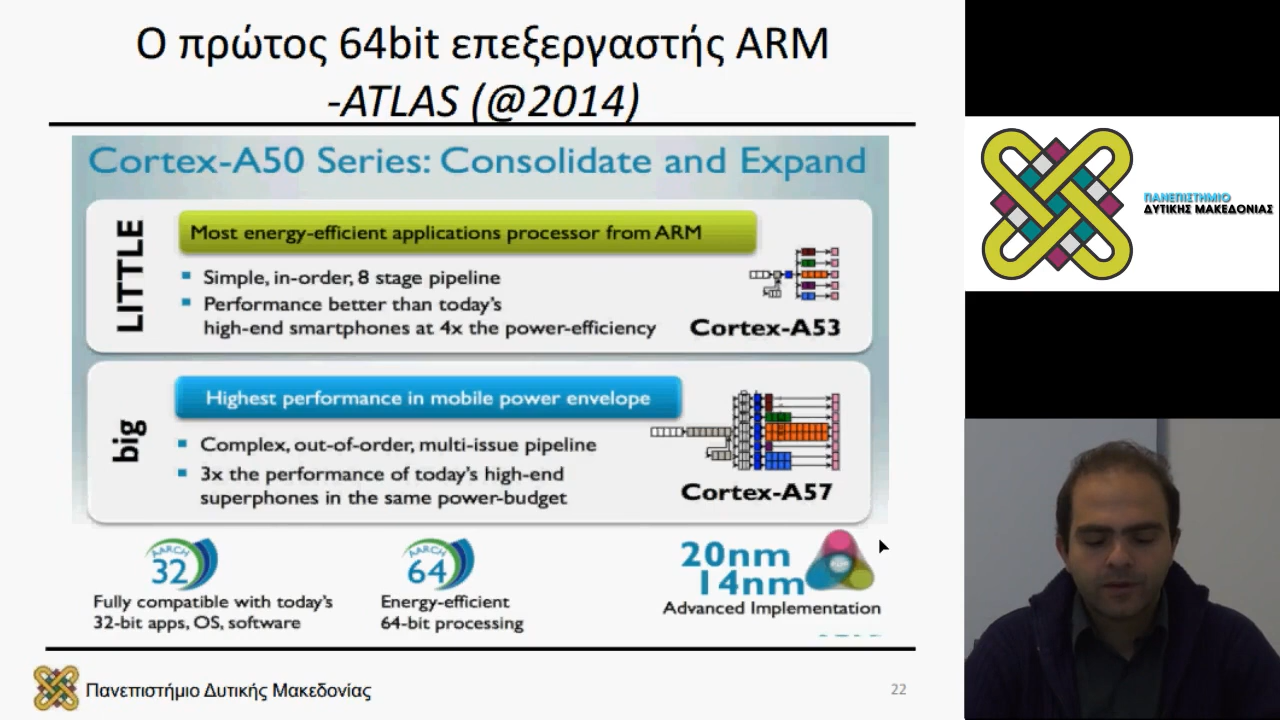 Ο πρώτος 64bit επεξεργαστής ARM
-ATLAS (@2014)
Cortex-A50 Series: Consolidate and Expand
LITTLE
Most energy-efficient applications processor from ARM
Simple, in-order, 8 stage pipeline
Performance better than today's
high-end smartphones at 4x the power-efficiency
Cortex-A53
big
Highest performance in mobile power envelope
Complex, out-of-order, multi-issue pipeline
3x the performance of today's high-end
superphones in the same power-budget
Cortex-A57
AARCH
32
Fully compatible with today's
32-bit apps, OS, software
AARCH
64
Energy-efficient
64-bit processing
20nm
14nm
Advanced Implementation
Πανεπιστήμιο Δυτικής Μακεδονίας
22
ΠΑΝΕΠΙΣΤΗΜΙΟ
ΔΥΤΙΚΗΣ ΜΑΚΕΔΟΝΙΑΣ